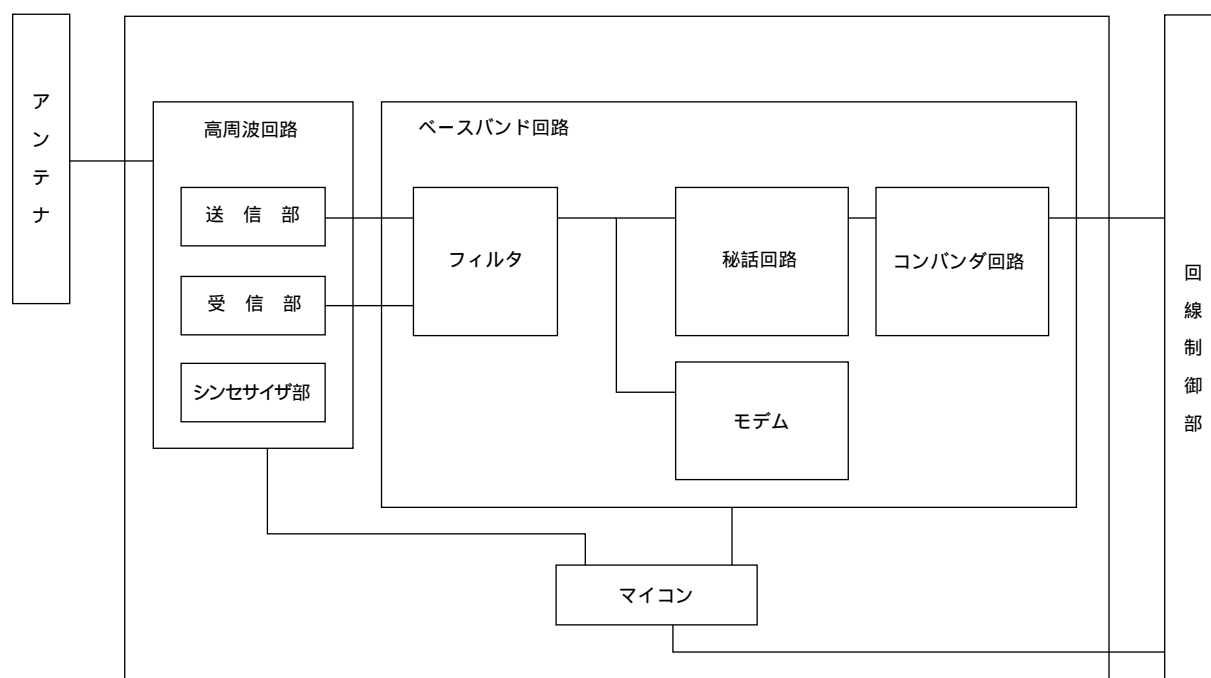 アンテナ
高周波回路
送信部
受信部
シンセサイザ部
ベースバンド回路
フィルタ
秘話回路
コンバンダ回路
モデム
マイコン
回線制御部